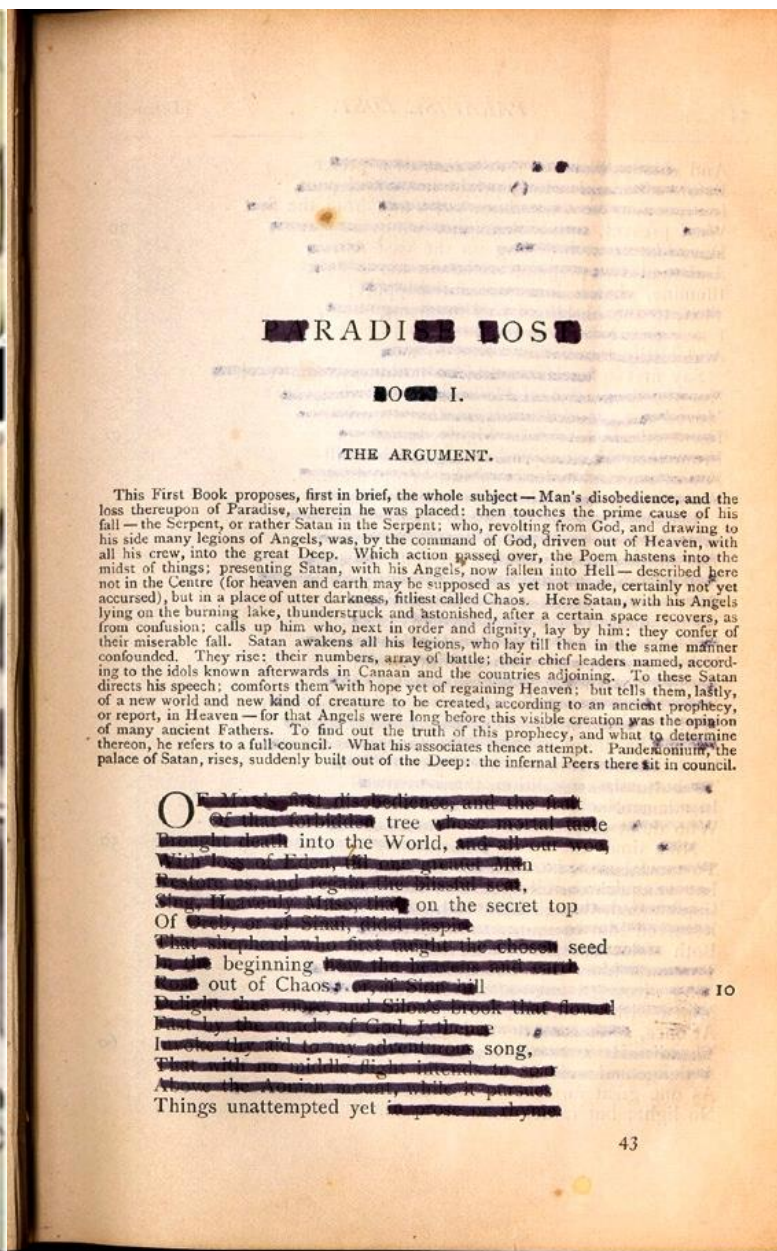 RADI OS
O I.
THE ARGUMENT.
This First Book proposes, first in brief, the whole subject — Man's disobedience, and the
loss thereupon of Paradise, wherein he was placed: then touches the prime cause of his
fall — the Serpent, or rather Satan in the Serpent; who, revolting from God, and drawing to
his side many legions of Angels, was, by the command of God, driven out of Heaven, with
all his crew, into the great Deep. Which action passed over, the Poem hastens into the
midst of things; presenting Satan, with his Angels, now fallen into Hell — described here
not in the Centre (for heaven and earth may be supposed as yet not made, certainly not yet
accursed), but in a place of utter darkness, fitliest called Chaos. Here Satan, with his Angels
lying on the burning lake, thunderstruck and astonished, after a certain space recovers, as
from confusion; calls up him who, next in order and dignity, lay by him: they confer of
their miserable fall. Satan awakens all his legions, who lay till then in the same manner
confounded. They rise: their numbers, array of battle; their chief leaders named, accord-
ing to the idols known afterwards in Canaan and the countries adjoining. To these Satan
directs his speech; comforts them with hope yet of regaining Heaven; but tells them, lastly,
of a new world and new kind of creature to be created, according to an ancient prophecy,
or report, in Heaven — for that Angels were long before this visible creation was the opinion
of many ancient Fathers. To find out the truth of this prophecy, and what to determine
thereon, he refers to a full council. What his associates thence attempt. Pandemonium, the
palace of Satan, rises, suddenly built out of the Deep: the infernal Peers there sit in council.
O
tree
into the World,
on the secret top
Of
seed
beginning
out of Chaos: ill 10
song,
Things unattempted yet
43